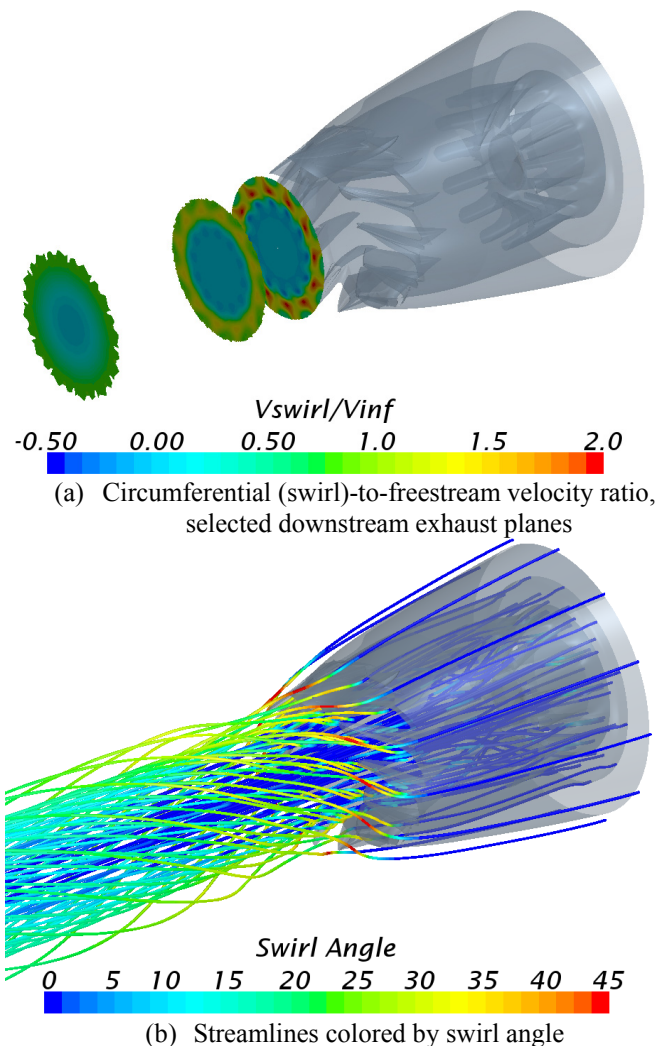 Vswirl/Vinf
-0.50 0.00 0.50 1.0 1.5 2.0
(a) Circumferential (swirl)-to-freestream velocity ratio,
selected downstream exhaust planes
Swirl Angle
0 5 10 15 20 25 30 35 40 45
(b) Streamlines colored by swirl angle